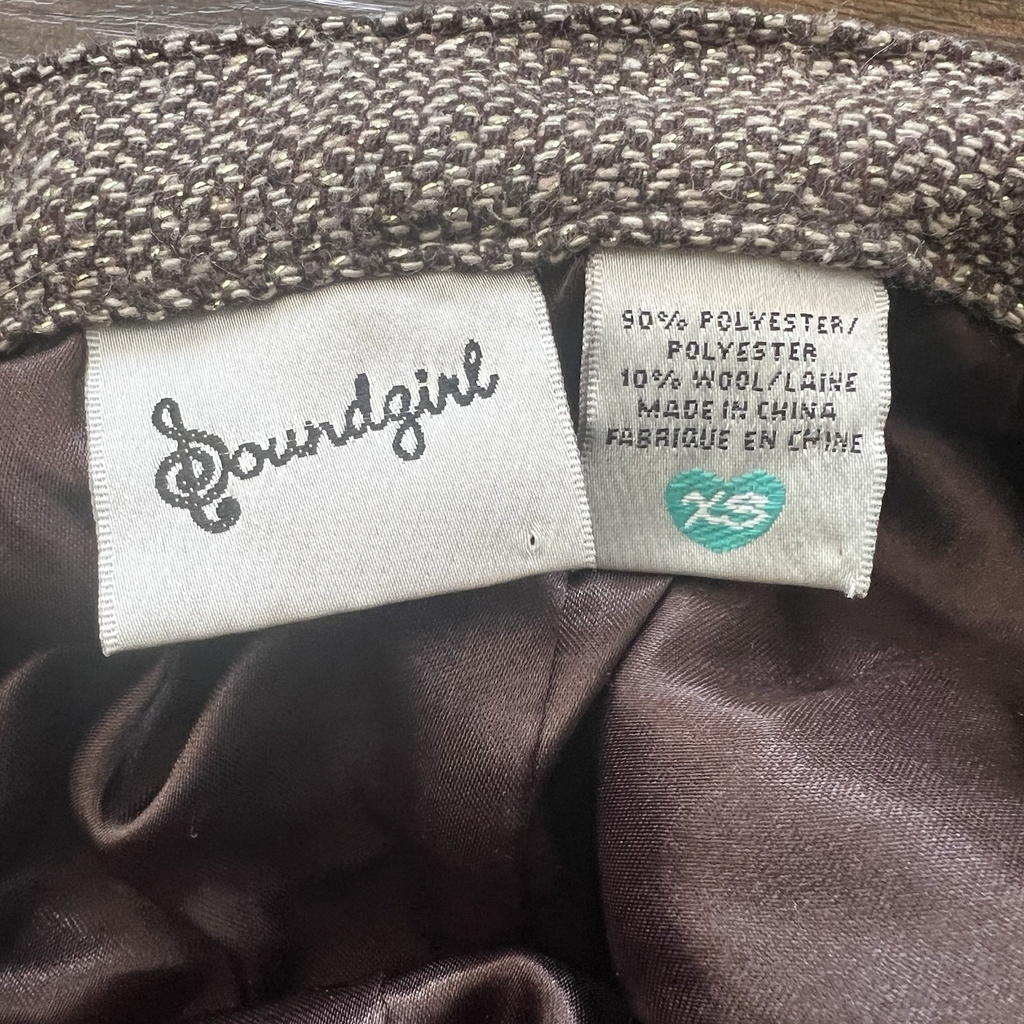 Soundgirl
90% POLYESTER/
POLYESTER
10% WOOL/LAINE
MADE IN CHINA
FABRIQUE EN CHINE
XS